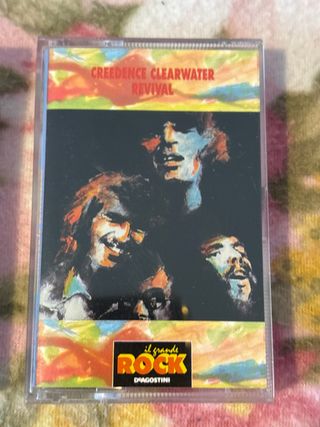 CREEDENCE CLEARWATER
REVIVAL
il grande
ROCK
DeAGOSTINI